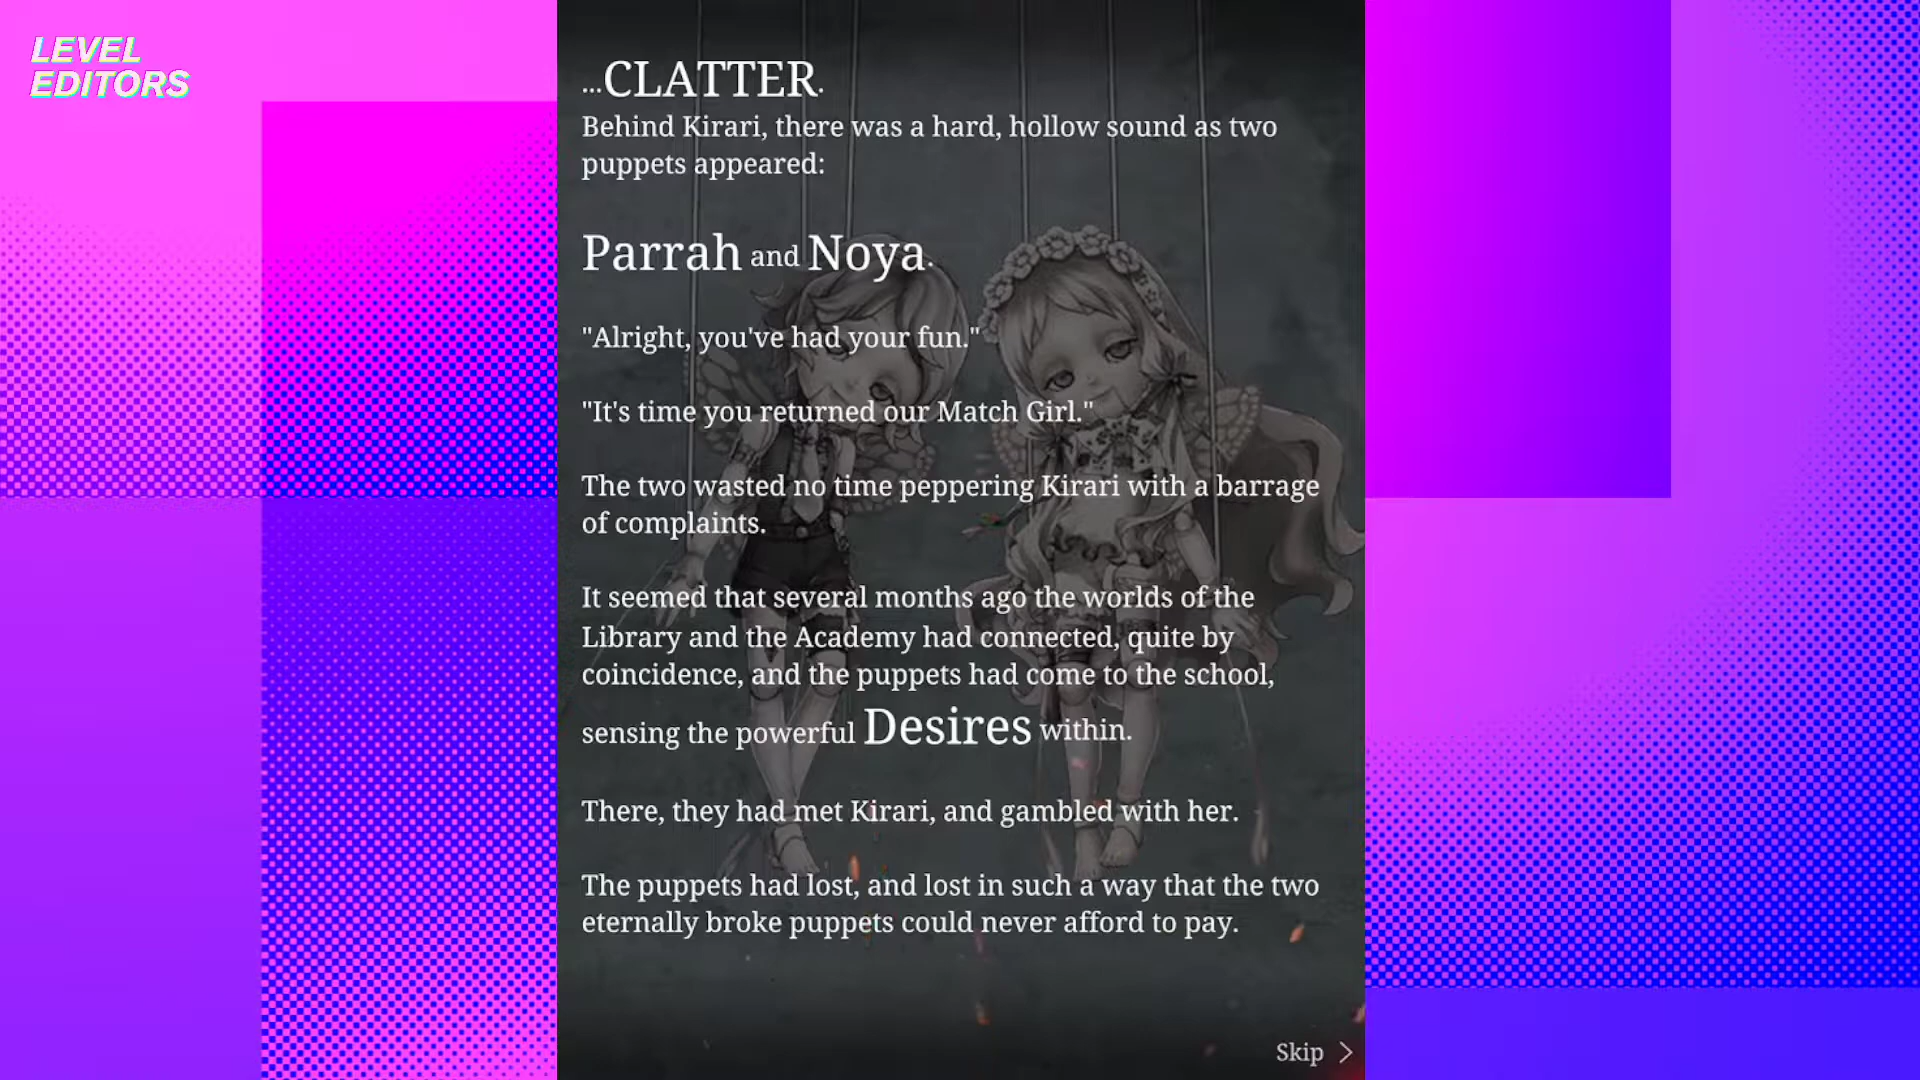 LEVEL
EDITORS
...CLATTER.
Behind Kirari, there was a hard, hollow sound as two
puppets appeared:
Parrah and Noya.
"Alright, you've had your fun."
"It's time you returned our Match Girl."
The two wasted no time peppering Kirari with a barrage
of complaints.
It seemed that several months ago the worlds of the
Library and the Academy had connected, quite by
coincidence, and the puppets had come to the school,
sensing the powerful Desires within.
There, they had met Kirari, and gambled with her.
The puppets had lost, and lost in such a way that the two
eternally broke puppets could never afford to pay.
Skip >